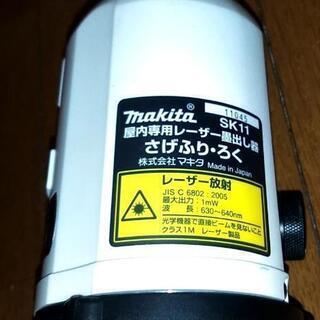 makita
11045
SK11
屋内専用レーザー墨出し器
さげふり・ろく
株式会社 マキタ Made in Japan
レーザー放射
JIS C 6802 : 2005
最大出力 : 1mW
波　長 : 630～640nm
光学機器で直接ビームを見ないこと
クラス1M レーザー製品